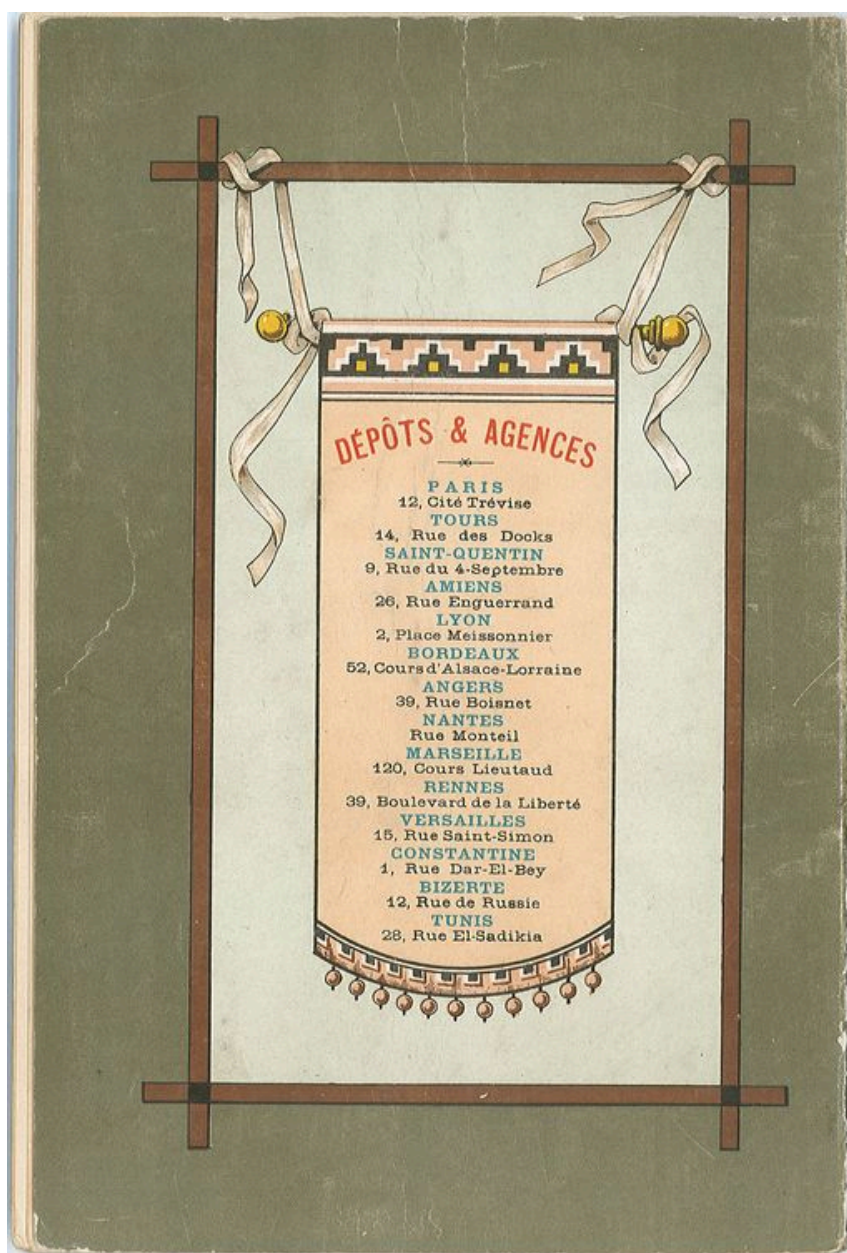 DÉPÔTS & AGENCES
PARIS
12, Cité Trévise
TOURS
14, Rue des Docks
SAINT-QUENTIN
9, Rue du 4-Septembre
AMIENS
26, Rue Enguerrand
LYON
2, Place Meissonnier
BORDEAUX
52, Cours d'Alsace-Lorraine
ANGERS
39, Rue Boisnet
NANTES
Rue Monteil
MARSEILLE
120, Cours Lieutaud
RENNES
39, Boulevard de la Liberté
VERSAILLES
15, Rue Saint-Simon
CONSTANTINE
1, Rue Dar-El-Bey
BIZERTE
12, Rue de Russie
TUNIS
28, Rue El-Sadikia